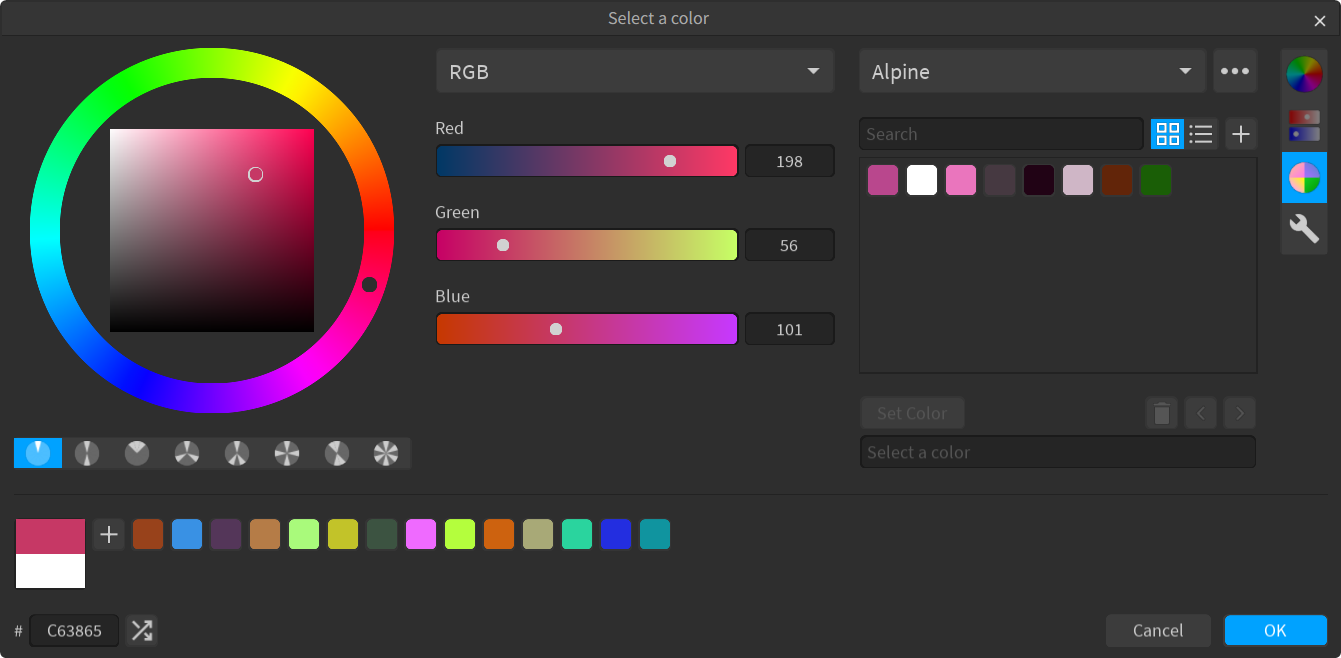 Select a color
RGB
Alpine
Red
198
Search
Green
56
Blue
101
Set Color
Select a color
# C63865
Cancel
OK